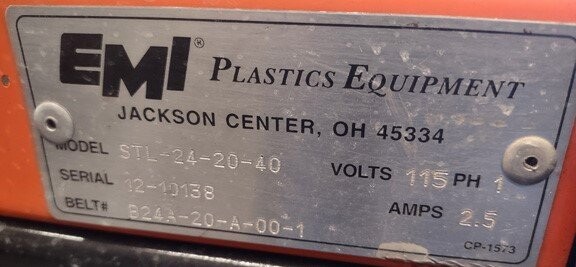 EMI® PLASTICS EQUIPMENT
JACKSON CENTER, OH 45334
MODEL STL-24-20-40 VOLTS 115 PH 1
SERIAL 12-10138
BELT# B24A-20-A-00-1 AMPS 2.5
CP-1573